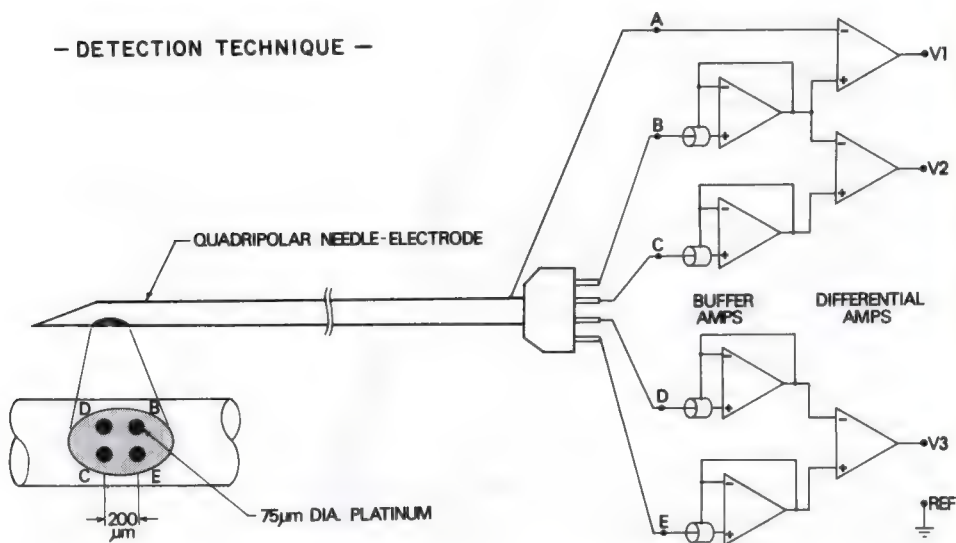 – DETECTION TECHNIQUE –
A
–
+
V1
–
B
+
–
+
V2
–
C
+
QUADRIPOLAR NEEDLE-ELECTRODE
BUFFER AMPS
DIFFERENTIAL AMPS
–
D
+
–
+
V3
D B
C E
75µm DIA. PLATINUM
200
µm
–
E
+
REF